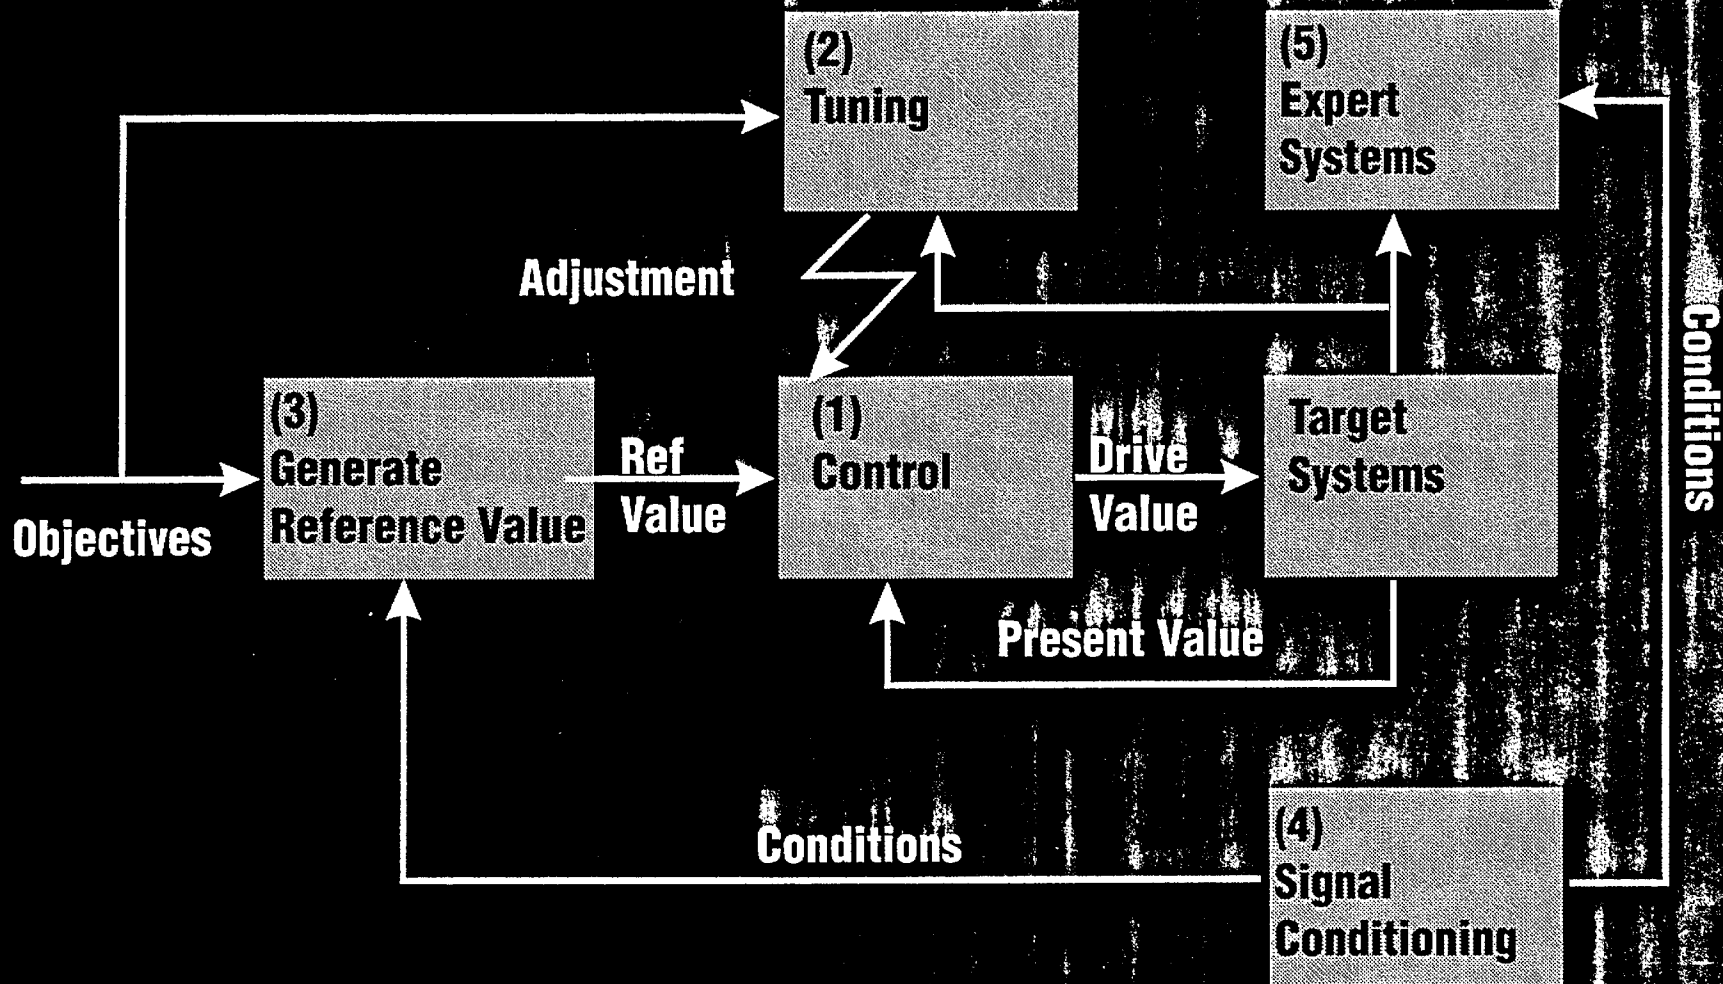 (2)
Tuning
(5)
Expert
Systems
Adjustment
Conditions
(3)
Generate
Reference Value
Ref
Value
(1)
Control
Drive
Value
Target
Systems
Objectives
Present Value
Conditions
(4)
Signal
Conditioning